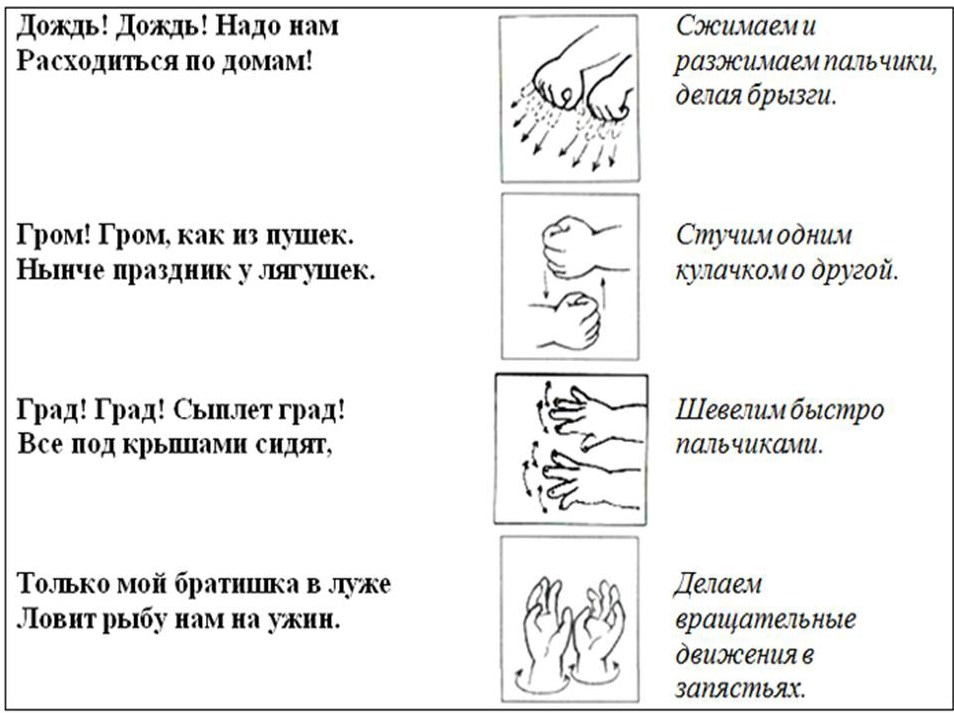 Дождь! Дождь! Надо нам
Расходиться по домам!
Сжимаем и
разжимаем пальчики,
делая брызги.
Гром! Гром, как из пушек.
Нынче праздник у лягушек.
Стучим одним
кулачком о другой.
Град! Град! Сыплет град!
Все под крышами сидят,
Шевелим быстро
пальчиками.
Только мой братишка в луже
Ловит рыбу нам на ужин.
Делаем
вращательные
движения в
запястьях.